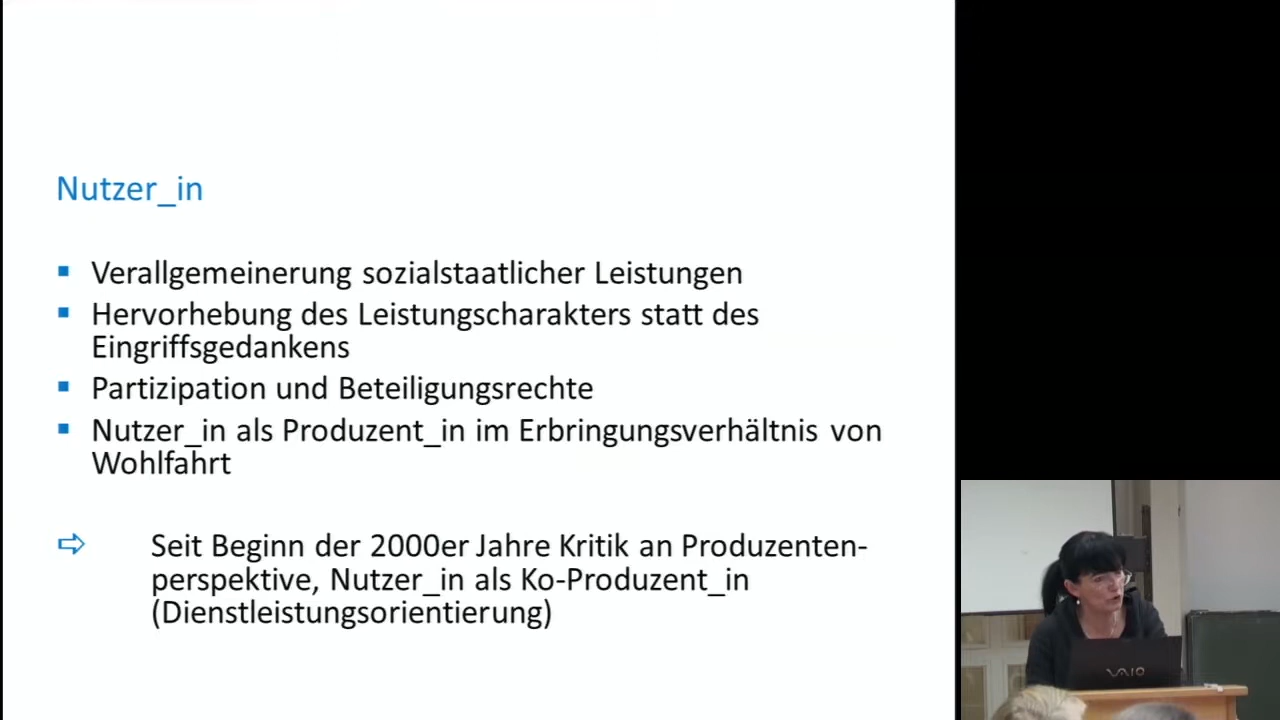 Nutzer_in
Verallgemeinerung sozialstaatlicher Leistungen
Hervorhebung des Leistungscharakters statt des
Eingriffsgedankens
Partizipation und Beteiligungsrechte
Nutzer_in als Produzent_in im Erbringungsverhältnis von
Wohlfahrt
Seit Beginn der 2000er Jahre Kritik an Produzenten-
perspektive, Nutzer_in als Ko-Produzent_in
(Dienstleistungsorientierung)
VAIO